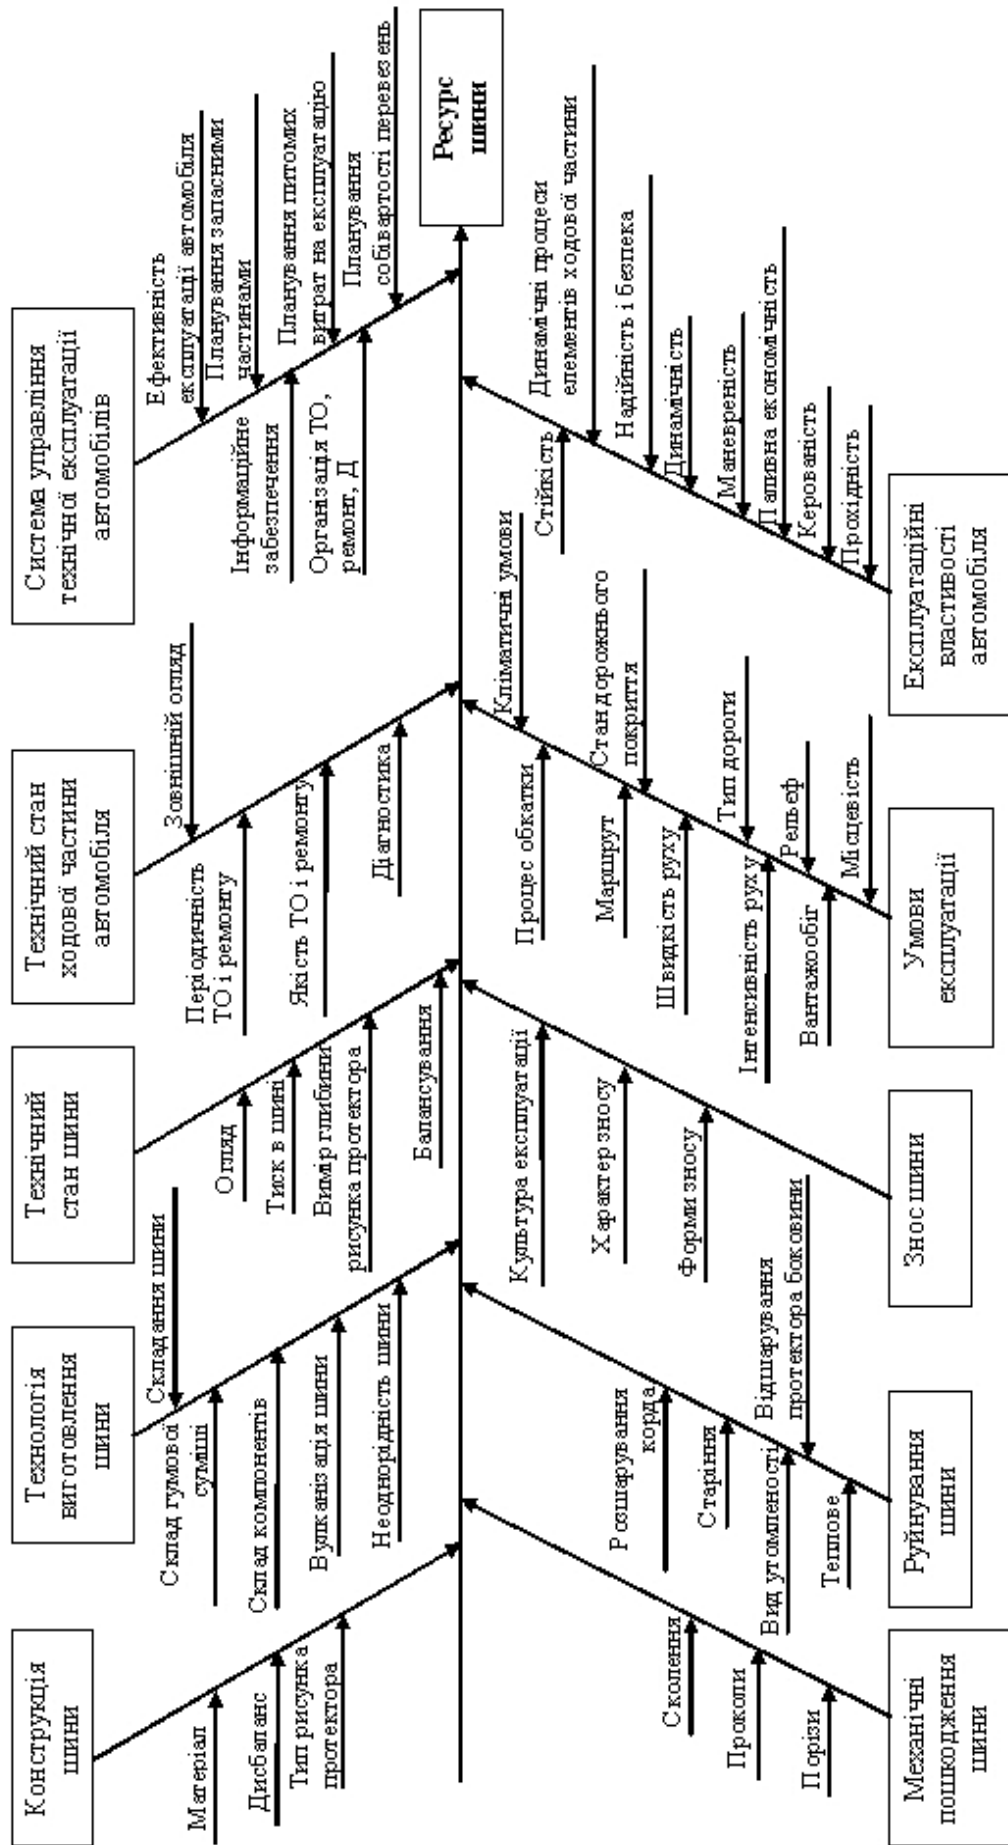 Конструкція
шини
Матеріал
Дисбаланс
Тип рисунка
протектора
Технологія
виготовлення
шини
Складання шини
Склад гумової
суміші
Склад компонентів
Вулканізація шини
Неоднорідність шини
Технічний
стан шини
Огляд
Тиск в шині
Вимір глибини
рисунка протектора
Балансування
Технічний стан
ходової частини
автомобіля
Зовнішній огляд
Періодичність
ТО і ремонту
Якість ТО і ремонту
Діагностика
Система управління
технічної експлуатації
автомобілів
Ефективність
експлуатації автомобіля
Планування запасними
частинами
Інформаційне
забезпечення
Планування питомих
витрат на експлуатацію
Організація ТО,
ремонт, Д
Планування
собівартості перевезень
Ресурс
шини
Механічні
пошкодження
шини
Сколення
Проколи
Порізи
Руйнування
шини
Розшарування
корда
Старіння
Відшарування
протектора боковини
Вид утомленості
Теплове
Знос шини
Культура експлуатації
Характер зносу
Форми зносу
Умови
експлуатації
Кліматичні умови
Процес обкатки
Стан дорожнього
покриття
Маршрут
Швидкість руху
Тип дороги
Інтенсивність руху
Рельєф
Вантажообіг
Місцевість
Експлуатаційні
властивості
автомобіля
Стійкість
Динамічні процеси
елементів ходової частини
Надійність і безпека
Динамічність
Маневреність
Паливна економічність
Керованість
Прохідність